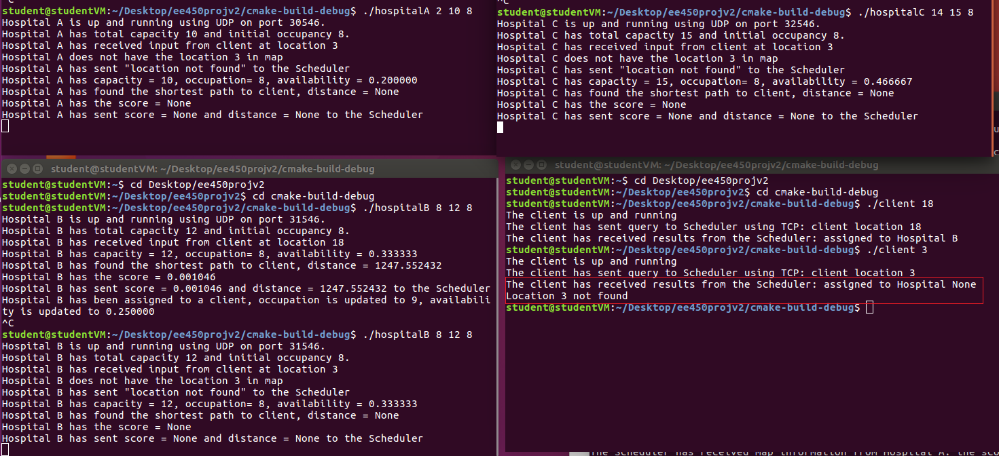 ^C
student@studentVM:~/Desktop/ee450projv2/cmake-build-debug$ ./hospitalA 2 10 8
Hospital A is up and running using UDP on port 30546.
Hospital A has total capacity 10 and initial occupancy 8.
Hospital A has received input from client at location 3
Hospital A does not have the location 3 in map
Hospital A has sent "location not found" to the Scheduler
Hospital A has capacity = 10, occupation= 8, availability = 0.200000
Hospital A has found the shortest path to client, distance = None
Hospital A has the score = None
Hospital A has sent score = None and distance = None to the Scheduler
^C
student@studentVM:~/Desktop/ee450projv2/cmake-build-debug$ ./hospitalC 14 15 8
Hospital C is up and running using UDP on port 32546.
Hospital C has total capacity 15 and initial occupancy 8.
Hospital C has received input from client at location 3
Hospital C does not have the location 3 in map
Hospital C has sent "location not found" to the Scheduler
Hospital C has capacity = 15, occupation= 8, availability = 0.466667
Hospital C has found the shortest path to client, distance = None
Hospital C has the score = None
Hospital C has sent score = None and distance = None to the Scheduler
student@studentVM: ~/Desktop/ee450projv2/cmake-build-debug
student@studentVM:~$ cd Desktop/ee450projv2
student@studentVM:~/Desktop/ee450projv2$ cd cmake-build-debug
student@studentVM:~/Desktop/ee450projv2/cmake-build-debug$ ./hospitalB 8 12 8
Hospital B is up and running using UDP on port 31546.
Hospital B has total capacity 12 and initial occupancy 8.
Hospital B has received input from client at location 18
Hospital B has capacity = 12, occupation= 8, availability = 0.333333
Hospital B has found the shortest path to client, distance = 1247.552432
Hospital B has the score = 0.001046
Hospital B has sent score = 0.001046 and distance = 1247.552432 to the Scheduler
Hospital B has been assigned to a client, occupation is updated to 9, availabili
ty is updated to 0.250000
^C
student@studentVM:~/Desktop/ee450projv2/cmake-build-debug$ ./hospitalB 8 12 8
Hospital B is up and running using UDP on port 31546.
Hospital B has total capacity 12 and initial occupancy 8.
Hospital B has received input from client at location 3
Hospital B does not have the location 3 in map
Hospital B has sent "location not found" to the Scheduler
Hospital B has capacity = 12, occupation= 8, availability = 0.333333
Hospital B has found the shortest path to client, distance = None
Hospital B has the score = None
Hospital B has sent score = None and distance = None to the Scheduler
student@studentVM: ~/Desktop/ee450projv2/cmake-build-debug
student@studentVM:~$ cd Desktop/ee450projv2
student@studentVM:~/Desktop/ee450projv2$ cd cmake-build-debug
student@studentVM:~/Desktop/ee450projv2/cmake-build-debug$ ./client 18
The client is up and running
The client has sent query to Scheduler using TCP: client location 18
The client has received results from the Scheduler: assigned to Hospital B
student@studentVM:~/Desktop/ee450projv2/cmake-build-debug$ ./client 3
The client is up and running
The client has sent query to Scheduler using TCP: client location 3
The client has received results from the Scheduler: assigned to Hospital None
Location 3 not found
student@studentVM:~/Desktop/ee450projv2/cmake-build-debug$
The Scheduler has received map information from Hospital A. the sco